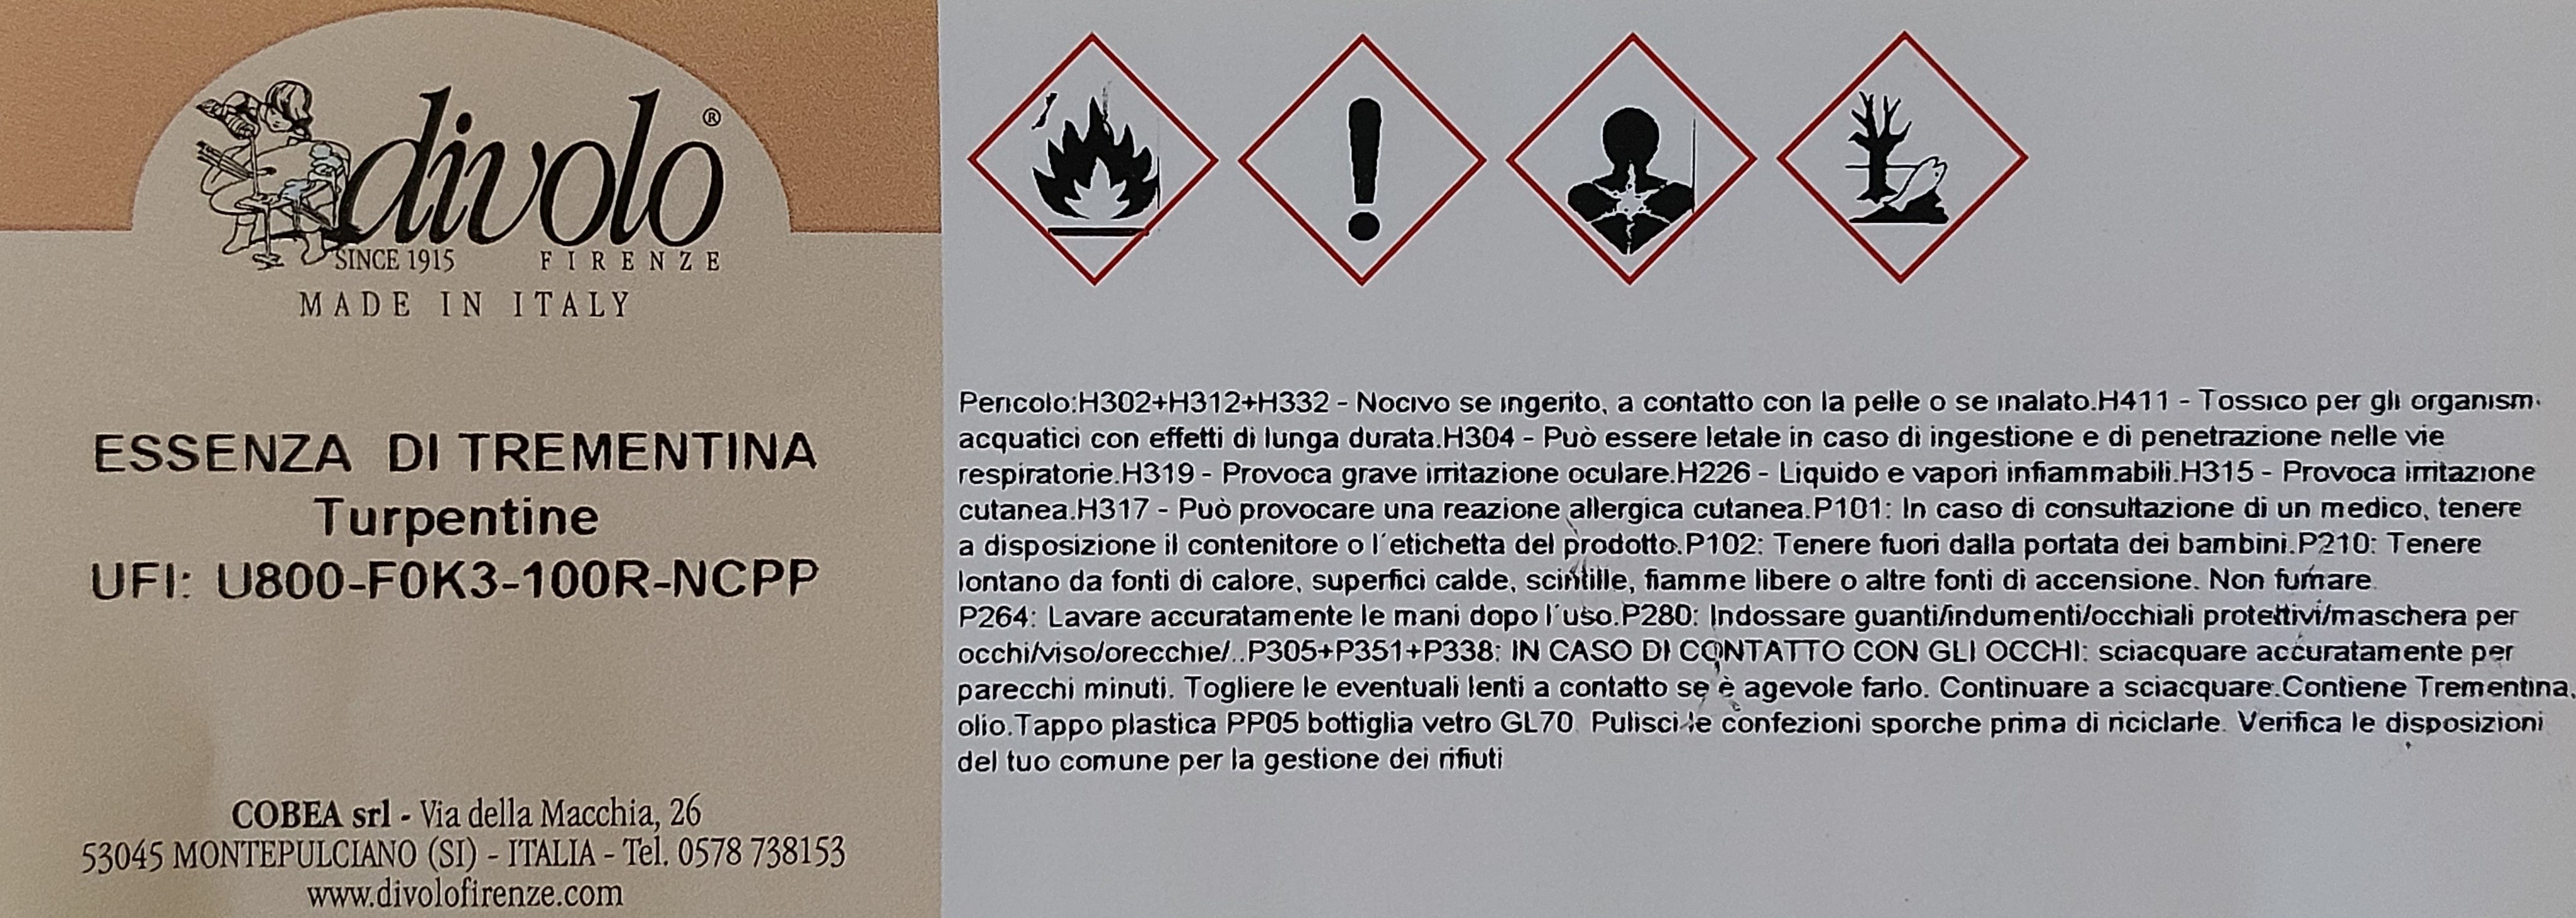 divolo®
SINCE 1915 FIRENZE
MADE IN ITALY
ESSENZA DI TREMENTINA
Turpentine
UFI: U800-F0K3-100R-NCPP
COBEA srl - Via della Macchia, 26
53045 MONTEPULCIANO (SI) - ITALIA - Tel. 0578 738153
www.divolofirenze.com
Pericolo:H302+H312+H332 - Nocivo se ingerito, a contatto con la pelle o se inalato.H411 - Tossico per gli organism
acquatici con effetti di lunga durata.H304 - Può essere letale in caso di ingestione e di penetrazione nelle vie
respiratorie.H319 - Provoca grave irritazione oculare.H226 - Liquido e vapori infiammabili.H315 - Provoca irritazione
cutanea.H317 - Può provocare una reazione allergica cutanea.P101: In caso di consultazione di un medico, tenere
a disposizione il contenitore o l'etichetta del prodotto.P102: Tenere fuori dalla portata dei bambini.P210: Tenere
lontano da fonti di calore, superfici calde, scintille, fiamme libere o altre fonti di accensione. Non fumare.
P264: Lavare accuratamente le mani dopo l'uso.P280: Indossare guanti/indumenti/occhiali protettivi/maschera per
occhi/viso/orecchie/..P305+P351+P338: IN CASO DI CONTATTO CON GLI OCCHI: sciacquare accuratamente per
parecchi minuti. Togliere le eventuali lenti a contatto se è agevole farlo. Continuare a sciacquare.Contiene Trementina,
olio.Tappo plastica PP05 bottiglia vetro GL70 Pulisci le confezioni sporche prima di riciclarle. Verifica le disposizioni
del tuo comune per la gestione dei rifiuti